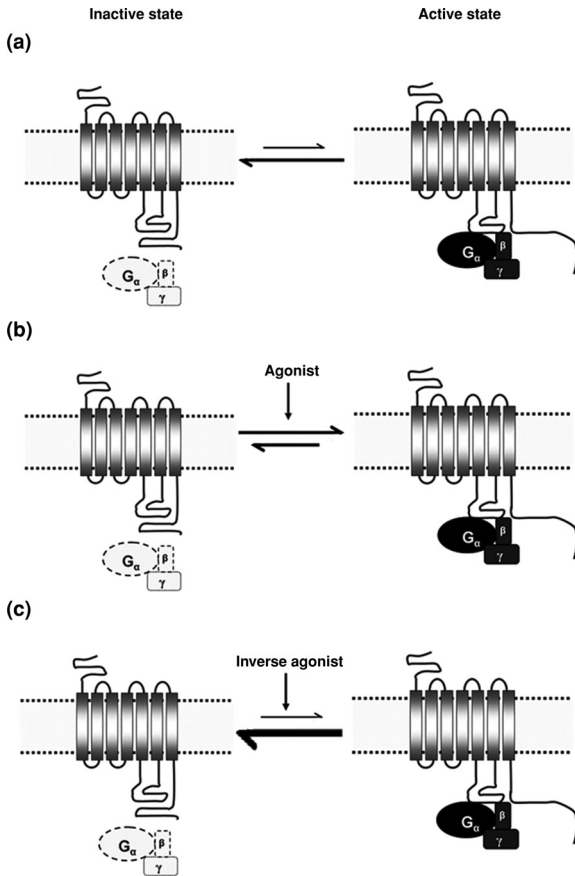 Inactive state Active state
(a)
Gα β γ
Gα β γ
(b)
Agonist
Gα β γ
Gα β γ
(c)
Inverse agonist
Gα β γ
Gα β γ